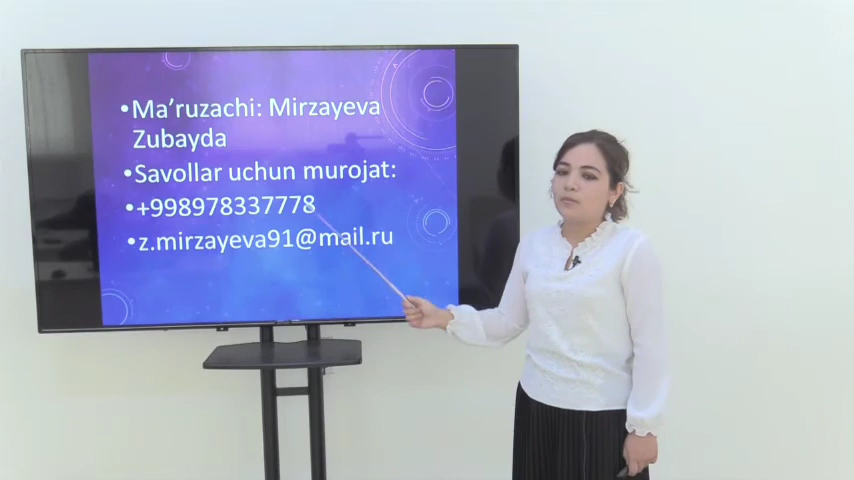 •Ma’ruzachi: Mirzayeva
Zubayda
•Savollar uchun murojat:
•+998978337778
•z.mirzayeva91@mail.ru